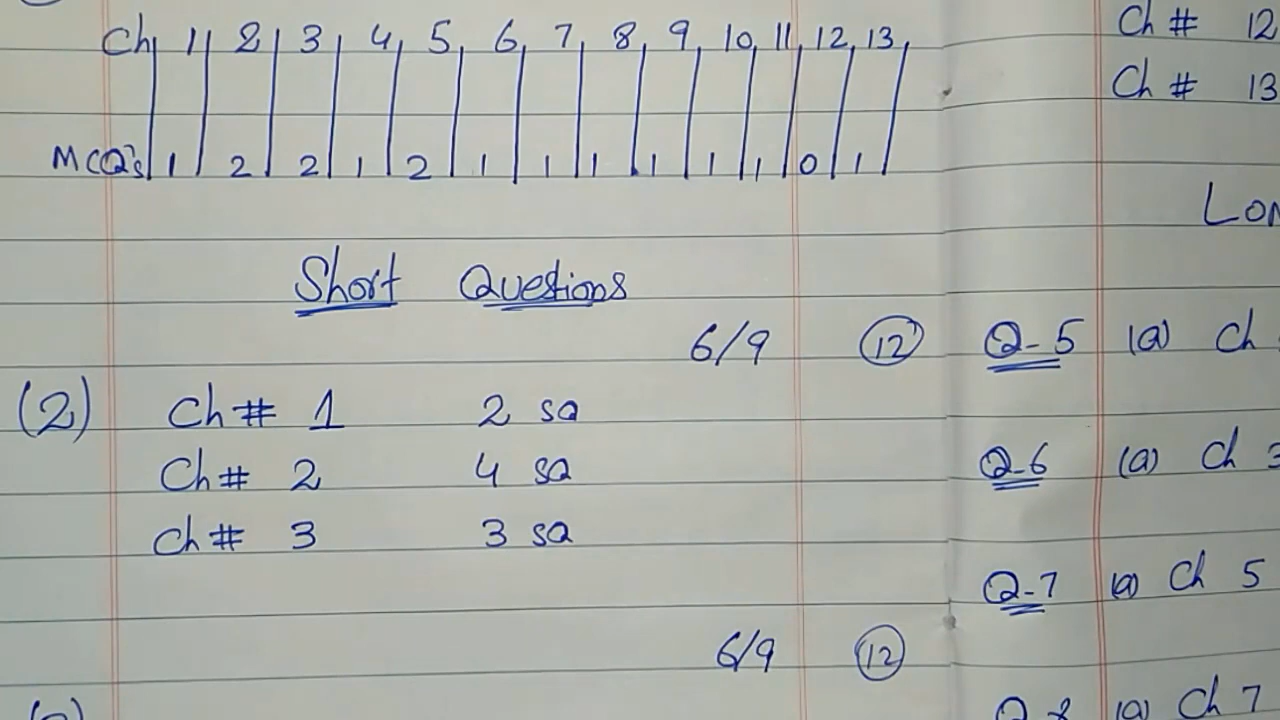 Ch 1 2 3 4 5 6 7 8 9 10 11 12 13
MCQ's 1 2 2 1 2 1 1 1 1 1 1 0 1
Short Questions
6/9 12
(2) Ch # 1 2 SQ
Ch # 2 4 SQ
Ch # 3 3 SQ
6/9 12
Ch # 12
Ch # 13
Q-5 (a) Ch
Q-6 (a) Ch 3
Q-7 (a) Ch 5
Q-8 (a) Ch 7